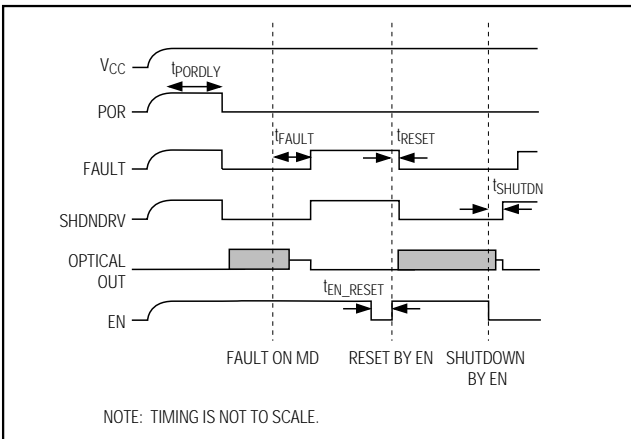 VCC
tPORDLY
POR
tFAULT
tRESET
FAULT
tSHUTDN
SHDNDRV
OPTICAL
OUT
tEN_RESET
EN
FAULT ON MD
RESET BY EN
SHUTDOWN
BY EN
NOTE: TIMING IS NOT TO SCALE.